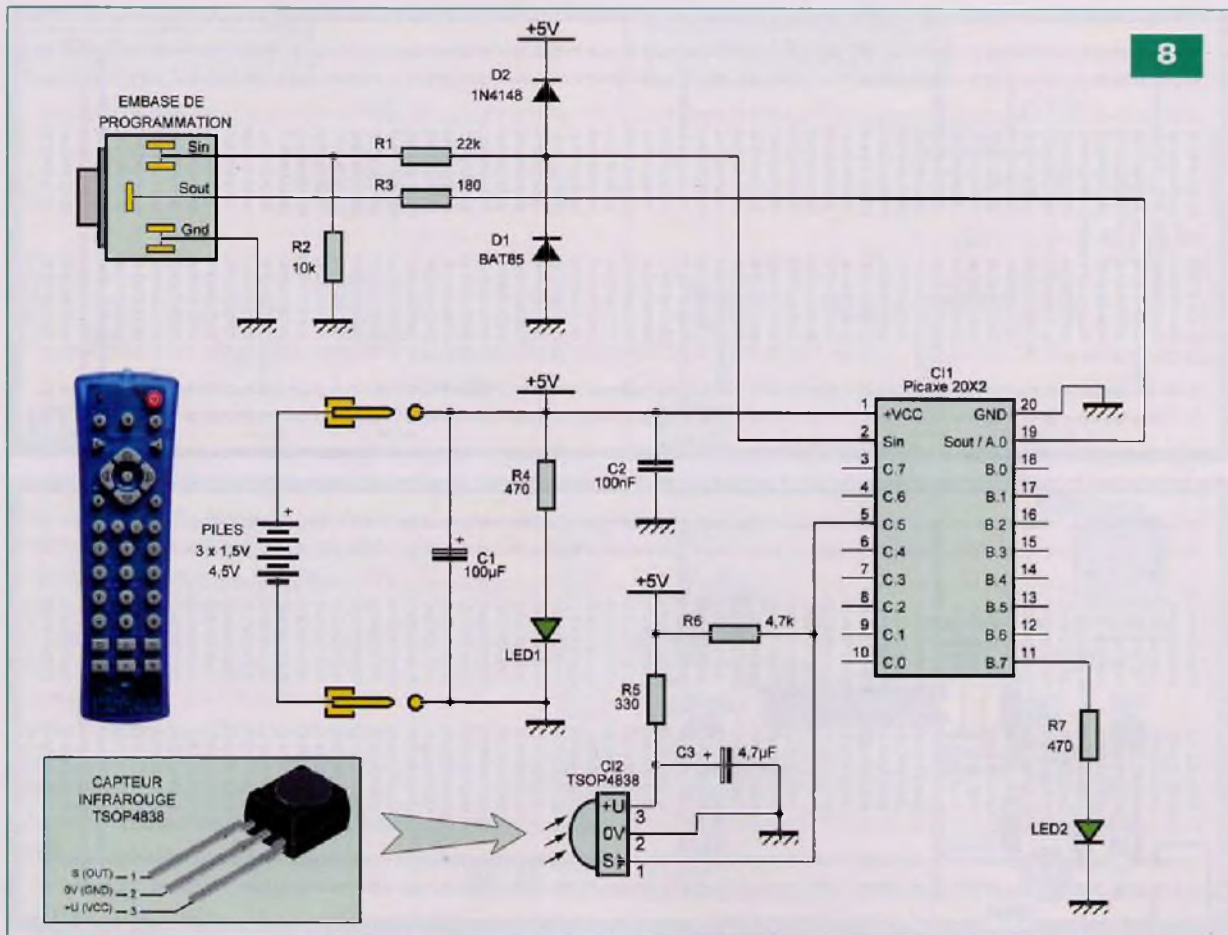 8
+5V
D2
1N4148
EMBASE DE
PROGRAMMATION
Sin
R1
22k
Sout
R3
180
Gnd
R2
10k
D1
BAT85
CI1
Picaxe 20X2
+5V
1
+VCC
GND
20
2
Sin
Sout / A.0
19
3
C.7
B.0
18
4
C.6
B.1
17
5
C.5
B.2
16
6
C.4
B.3
15
7
C.3
B.4
14
8
C.2
B.5
13
9
C.1
B.6
12
10
C.0
B.7
11
R4
470
C2
100nF
PILES
3 x 1,5V
4,5V
+
+
C1
100µF
LED1
+5V
R6
4,7k
R5
330
R7
470
C3
+
4,7µF
CI2
TSOP4838
+U
3
0V
2
S
1
LED2
CAPTEUR
INFRAROUGE
TSOP4838
S (OUT)
1
0V (GND)
2
+U (VCC)
3